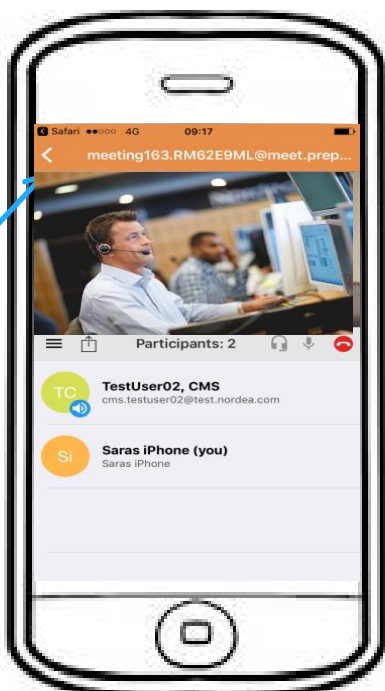 Safari 4G 09:17
meeting163.RM62E9ML@meet.prep...
Participants: 2
TC
TestUser02, CMS
cms.testuser02@test.nordea.com
Si
Saras iPhone (you)
Saras iPhone